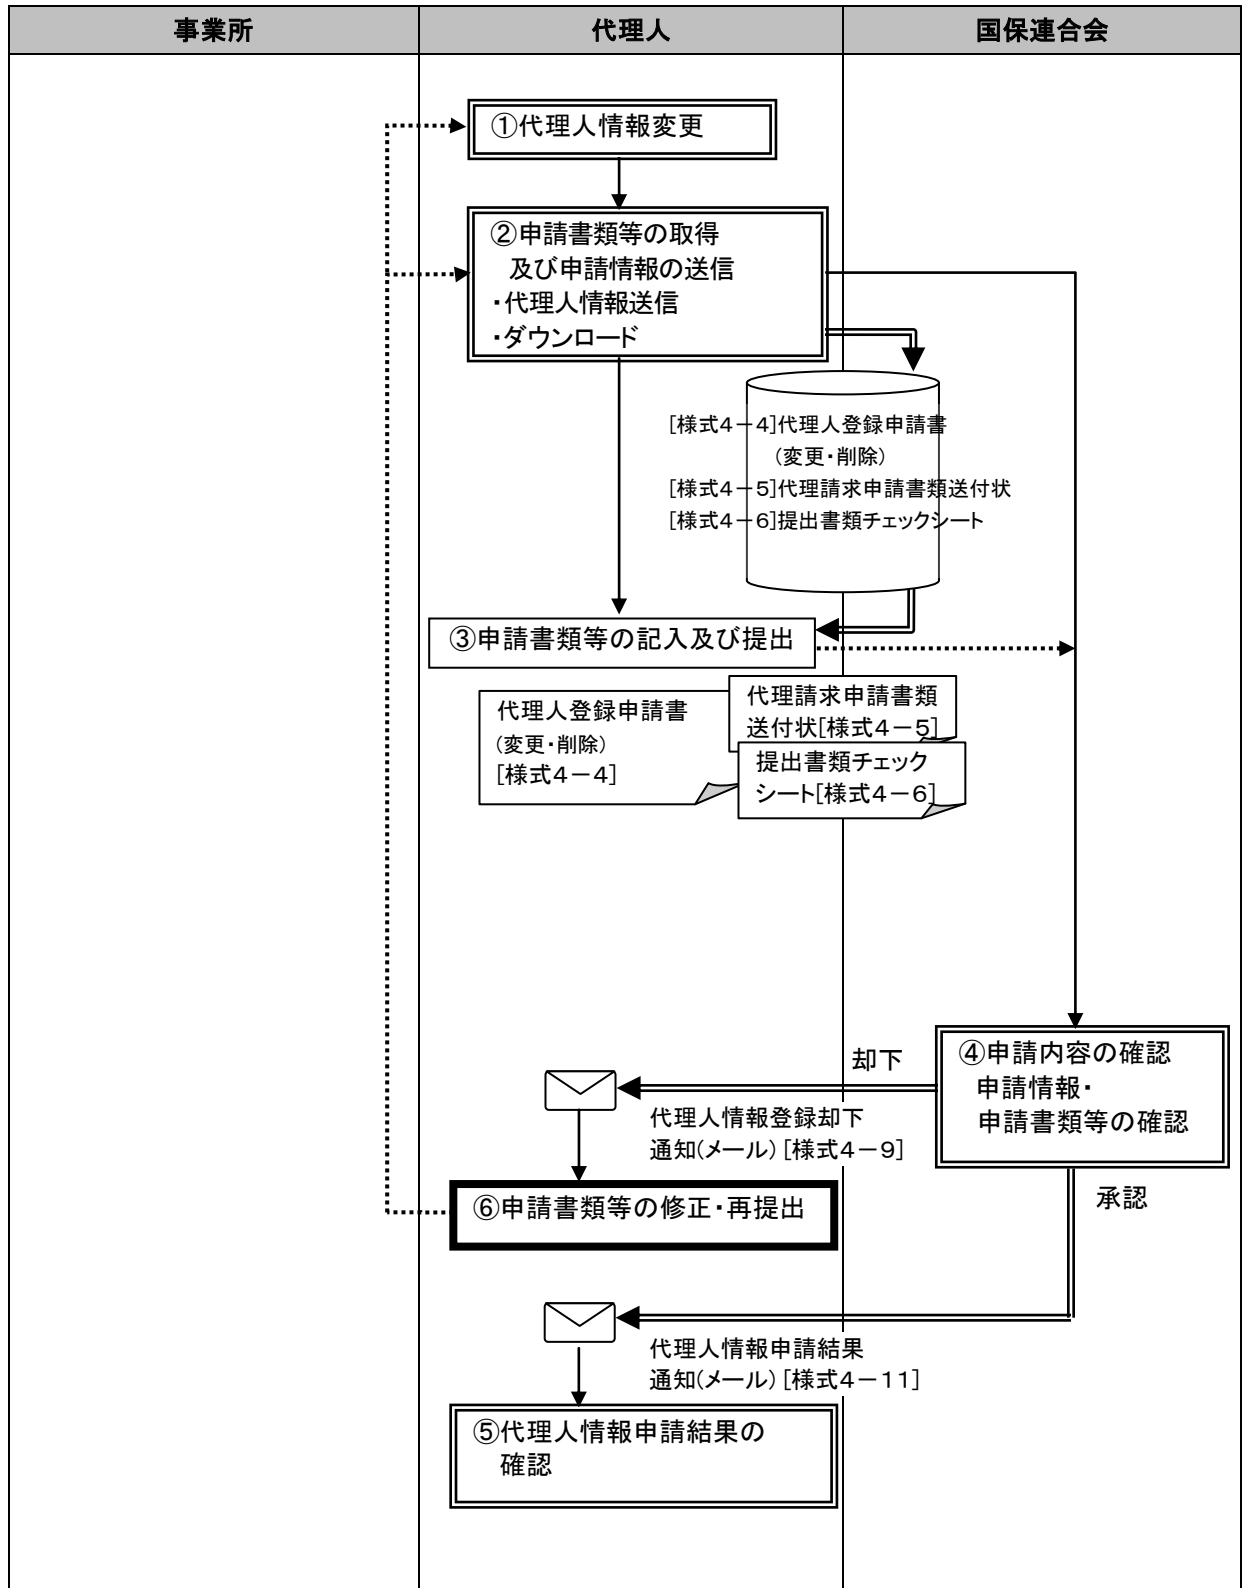 事業所
代理人
国保連合会
①代理人情報変更
②申請書類等の取得
及び申請情報の送信
・代理人情報送信
・ダウンロード
[様式4-4]代理人登録申請書
(変更・削除)
[様式4-5]代理請求申請書類送付状
[様式4-6]提出書類チェックシート
③申請書類等の記入及び提出
代理人登録申請書
(変更・削除)
[様式4-4]
代理請求申請書類
送付状[様式4-5]
提出書類チェック
シート[様式4-6]
④申請内容の確認
申請情報・
申請書類等の確認
却下
代理人情報登録却下
通知(メール)[様式4-9]
承認
⑥申請書類等の修正・再提出
代理人情報申請結果
通知(メール)[様式4-11]
⑤代理人情報申請結果の
確認